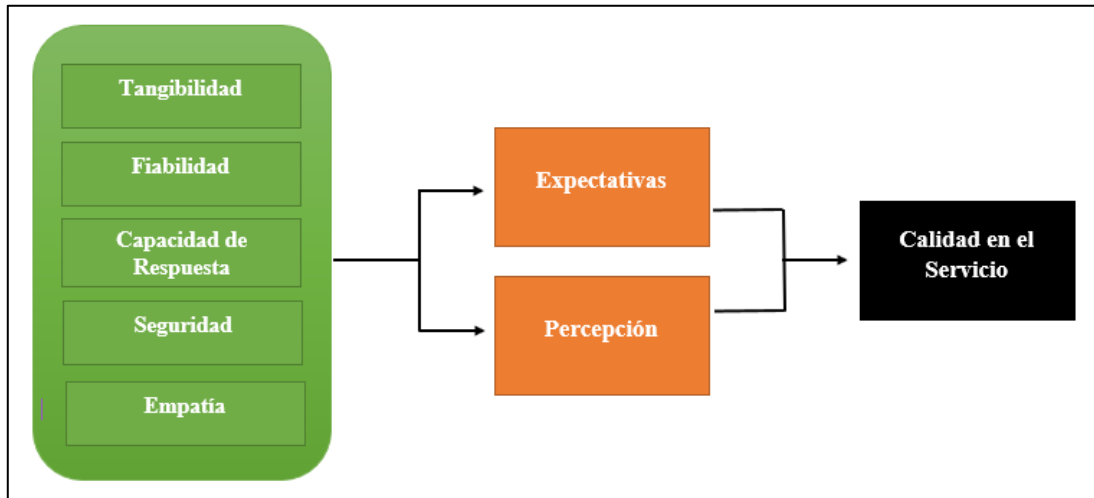 Tangibilidad
Fiabilidad
Capacidad de
Respuesta
Seguridad
Empatía
Expectativas
Percepción
Calidad en el
Servicio